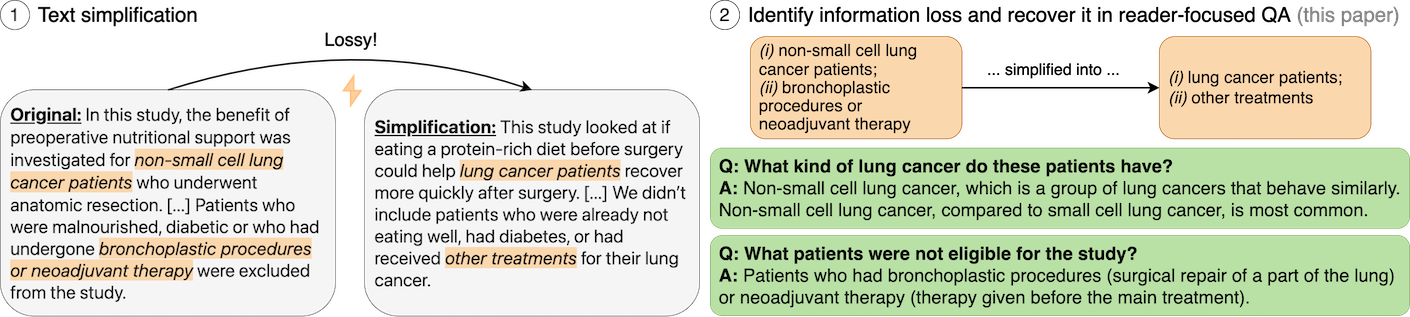 1 Text simplification
Lossy!
Original: In this study, the benefit of
preoperative nutritional support was
investigated for non-small cell lung
cancer patients who underwent
anatomic resection. [...] Patients who
were malnourished, diabetic or who had
undergone bronchoplastic procedures
or neoadjuvant therapy were excluded
from the study.
Simplification: This study looked at if
eating a protein-rich diet before surgery
could help lung cancer patients recover
more quickly after surgery. [...] We didn't
include patients who were already not
eating well, had diabetes, or had
received other treatments for their lung
cancer.
2 Identify information loss and recover it in reader-focused QA (this paper)
(i) non-small cell lung
cancer patients;
(ii) bronchoplastic
procedures or
neoadjuvant therapy
... simplified into ...
(i) lung cancer patients;
(ii) other treatments
Q: What kind of lung cancer do these patients have?
A: Non-small cell lung cancer, which is a group of lung cancers that behave similarly.
Non-small cell lung cancer, compared to small cell lung cancer, is most common.
Q: What patients were not eligible for the study?
A: Patients who had bronchoplastic procedures (surgical repair of a part of the lung)
or neoadjuvant therapy (therapy given before the main treatment).